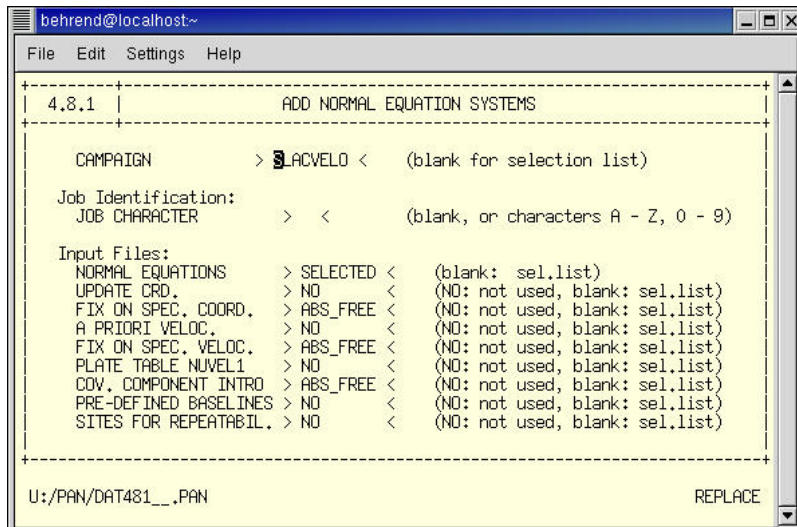 behrend@localhost:~
File Edit Settings Help
4.8.1 | ADD NORMAL EQUATION SYSTEMS
CAMPAIGN > SLACVELO < (blank for selection list)
Job Identification:
JOB CHARACTER > < (blank, or characters A - Z, 0 - 9)
Input Files:
NORMAL EQUATIONS > SELECTED < (blank: sel.list)
UPDATE CRD. > NO < (NO: not used, blank: sel.list)
FIX ON SPEC. COORD. > ABS_FREE < (NO: not used, blank: sel.list)
A PRIORI VELOC. > NO < (NO: not used, blank: sel.list)
FIX ON SPEC. VELOC. > ABS_FREE < (NO: not used, blank: sel.list)
PLATE TABLE NUVEL1 > NO < (NO: not used, blank: sel.list)
COV. COMPONENT INTRO > ABS_FREE < (NO: not used, blank: sel.list)
PRE-DEFINED BASELINES > NO < (NO: not used, blank: sel.list)
SITES FOR REPEATABIL. > NO < (NO: not used, blank: sel.list)
U:/PAN/DAT481__.PAN REPLACE